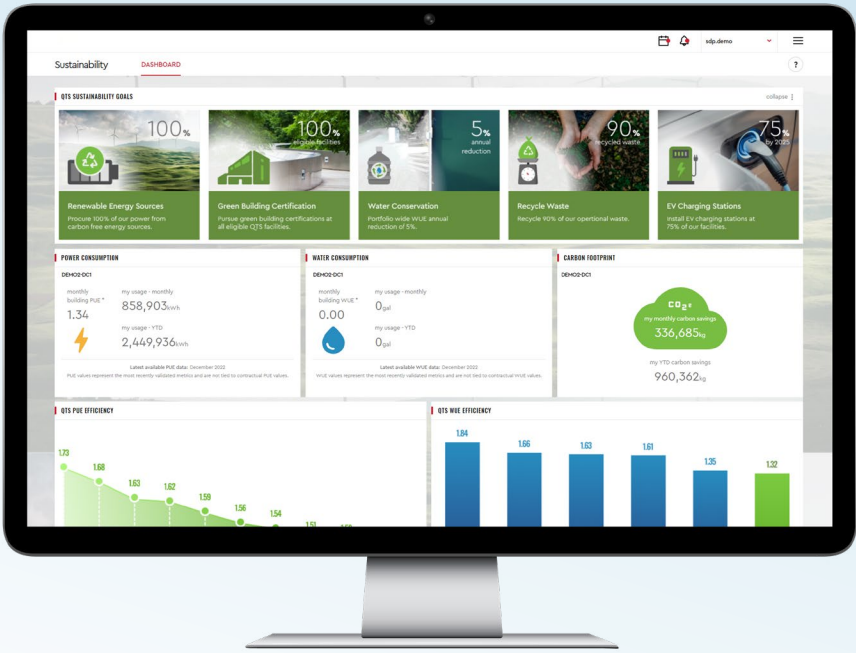 sdp.demo
Sustainability
DASHBOARD
?
QTS SUSTAINABILITY GOALS
collapse
100%
Renewable Energy Sources
Procure 100% of our power from
carbon free energy sources.
100%
eligible facilities
Green Building Certification
Pursue green building certifications at
all eligible QTS facilities.
5%
annual
reduction
Water Conservation
Portfolio wide WUE annual
reduction of 5%.
90%
recycled waste
Recycle Waste
Recycle 90% of our opertional waste.
75%
by 2025
EV Charging Stations
Install EV charging stations at
75% of our facilities.
POWER CONSUMPTION
DEMO2-DC1
monthly
building PUE *
1.34
my usage - monthly
858,903kWh
my usage - YTD
2,449,936kWh
Latest available PUE data: December 2022
PUE values represent the most recently validated metrics and are not tied to contractual PUE values.
WATER CONSUMPTION
DEMO2-DC1
monthly
building WUE *
0.00
my usage - monthly
0gal
my usage - YTD
0gal
Latest available WUE data: December 2022
WUE values represent the most recently validated metrics and are not tied to contractual WUE values.
CARBON FOOTPRINT
DEMO2-DC1
CO2e
my monthly carbon savings
336,685kg
my YTD carbon savings
960,362kg
QTS PUE EFFICIENCY
1.73
1.68
1.63
1.62
1.59
1.56
1.54
1.51
QTS WUE EFFICIENCY
1.84
1.66
1.63
1.61
1.35
1.32